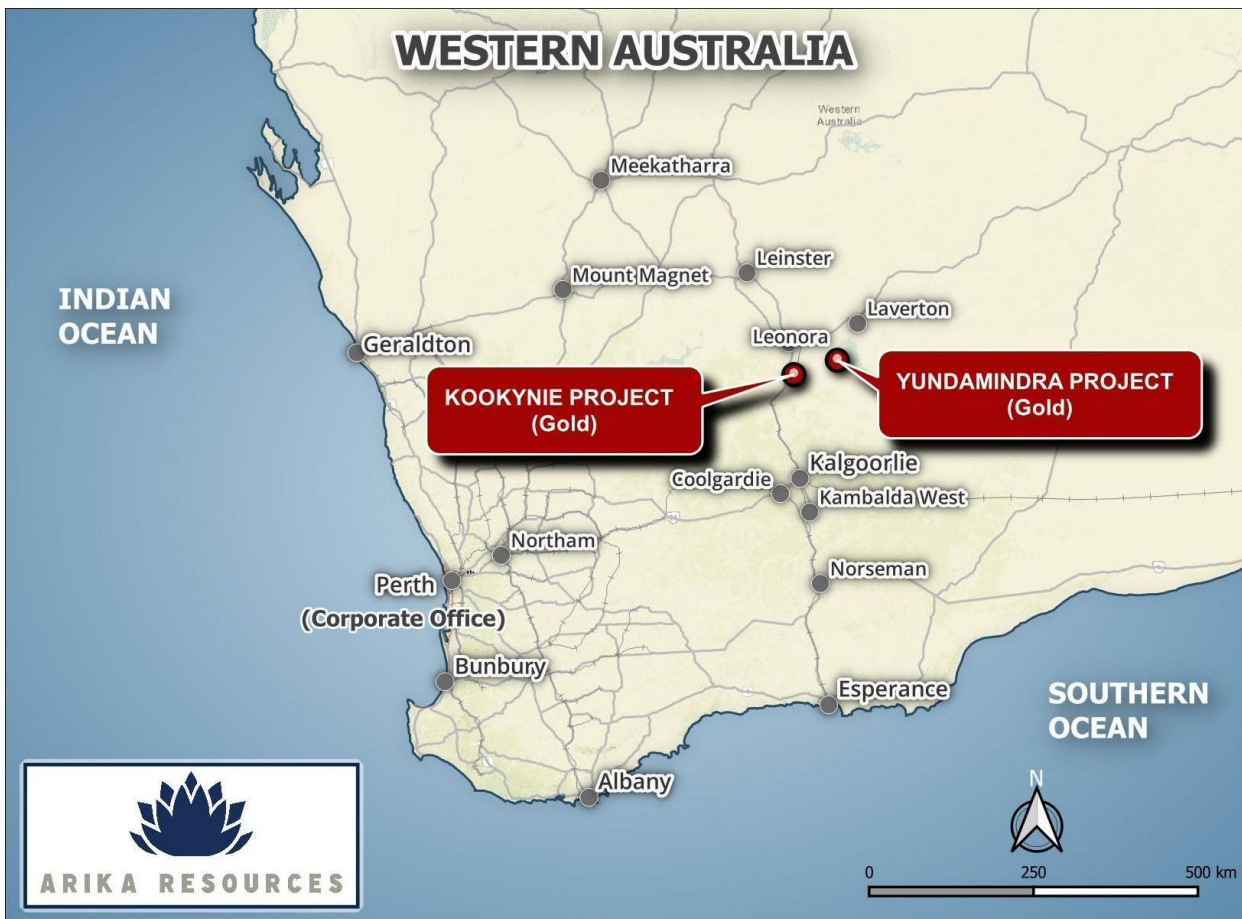 WESTERN AUSTRALIA
Western
Australia
Meekatharra
Leinster
Mount Magnet
INDIAN
OCEAN
Laverton
Leonora
Geraldton
KOOKYNIE PROJECT
(Gold)
YUNDAMINDRA PROJECT
(Gold)
Kalgoorlie
Coolgardie
Kambalda West
Northam
Norseman
Perth
(Corporate Office)
Bunbury
Esperance
SOUTHERN
OCEAN
Albany
N
ARIKA RESOURCES
0 250 500 km